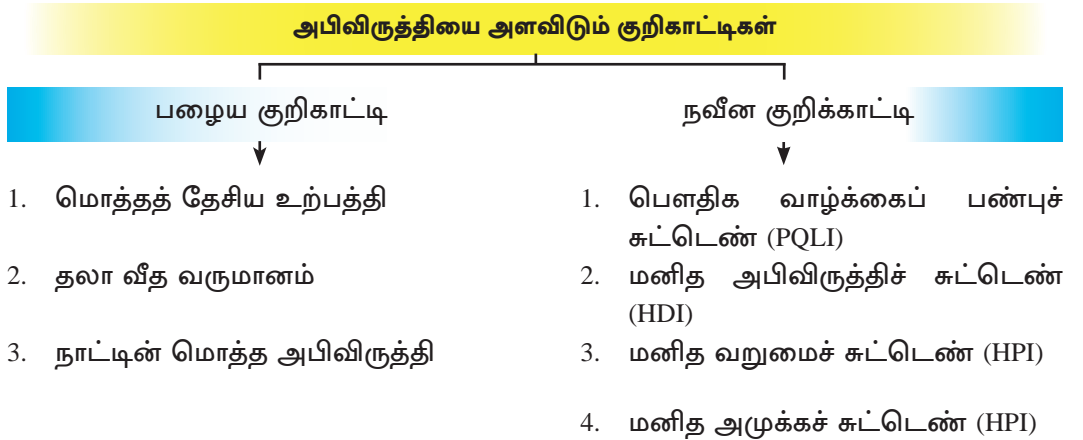 அபிவிருத்தியை அளவிடும் குறிகாட்டிகள்
பழைய குறிகாட்டி
1. மொத்தத் தேசிய உற்பத்தி
2. தலா வீத வருமானம்
3. நாட்டின் மொத்த அபிவிருத்தி
நவீன குறிக்காட்டி
1. பௌதிக வாழ்க்கைப் பண்புச்
சுட்டெண் (PQLI)
2. மனித அபிவிருத்திச் சுட்டெண்
(HDI)
3. மனித வறுமைச் சுட்டெண் (HPI)
4. மனித அமுக்கச் சுட்டெண் (HPI)